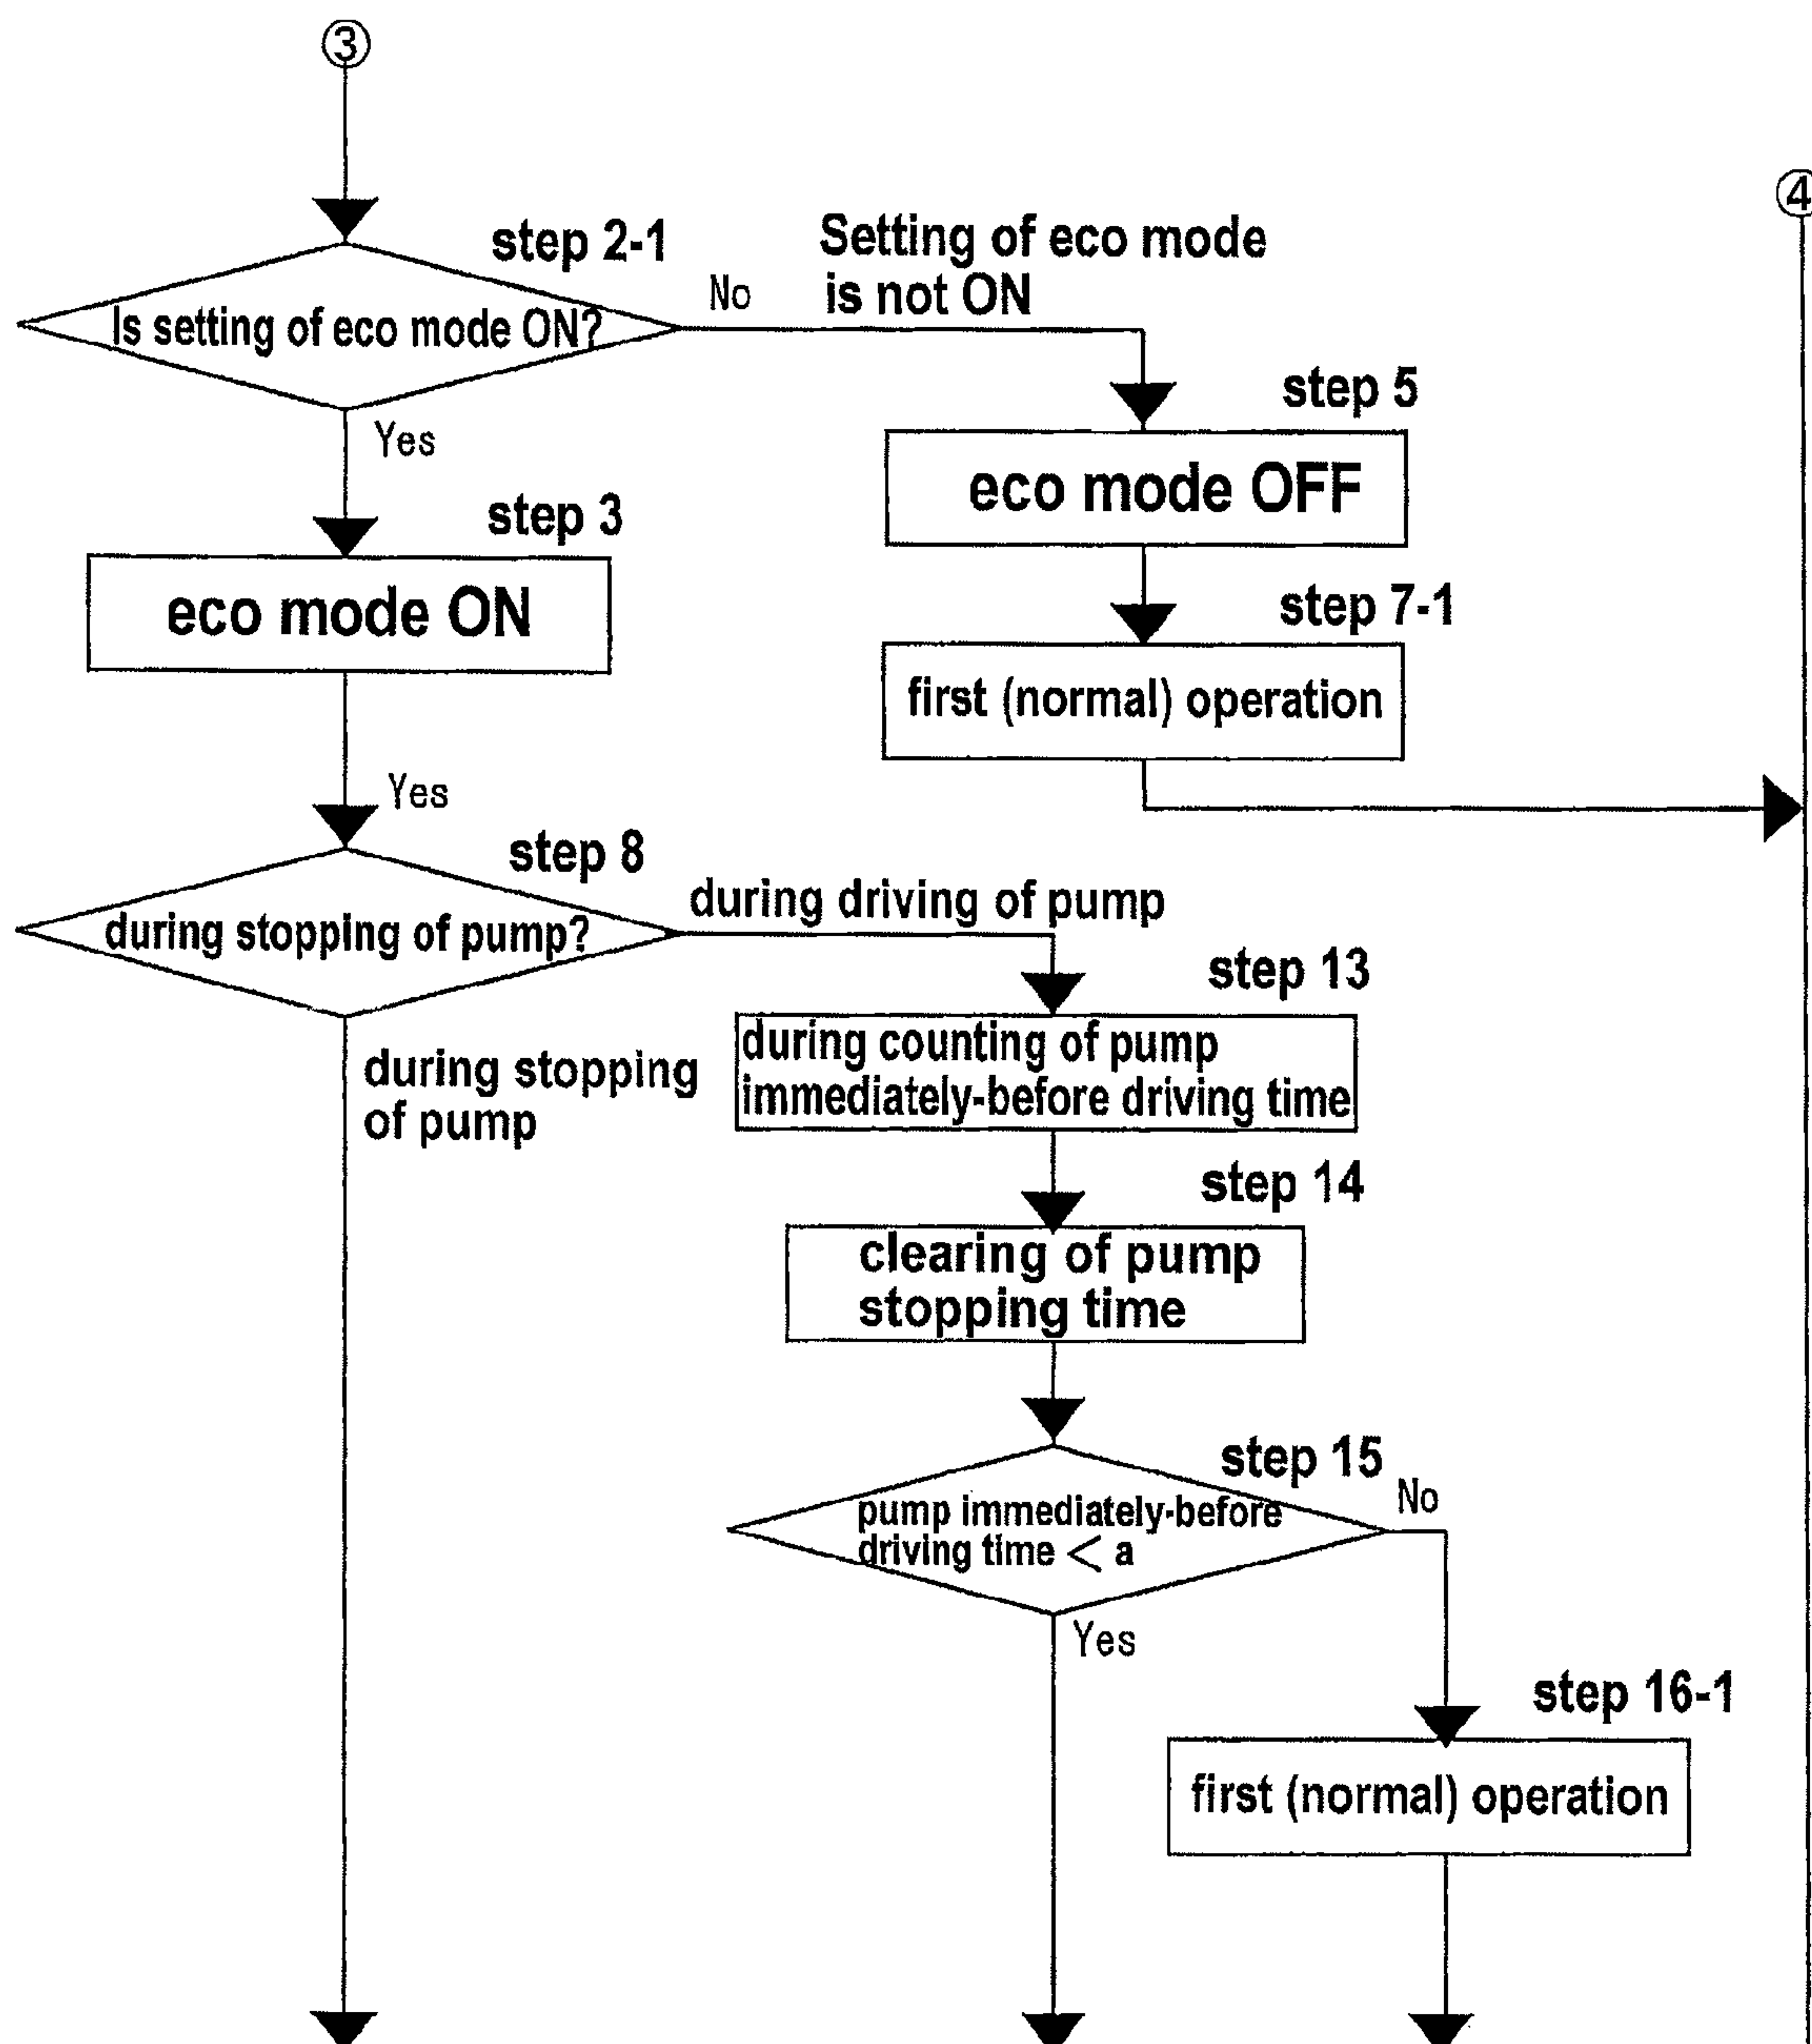 ③
④
step 2-1
Is setting of eco mode ON?
No
Setting of eco mode
is not ON
Yes
step 5
eco mode OFF
step 3
eco mode ON
step 7-1
first (normal) operation
Yes
step 8
during stopping of pump?
during driving of pump
step 13
during counting of pump
immediately-before driving time
during stopping
of pump
step 14
clearing of pump
stopping time
step 15
pump immediately-before
driving time < a
No
Yes
step 16-1
first (normal) operation